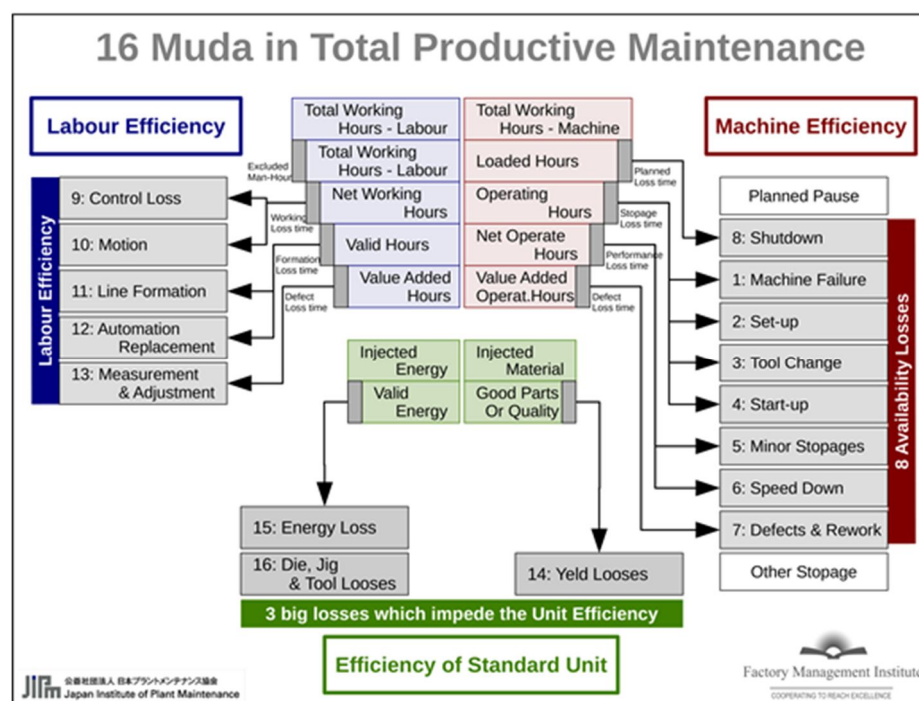 16 Muda in Total Productive Maintenance
Labour Efficiency
Total Working
Hours - Labour
Total Working
Hours - Machine
Machine Efficiency
Total Working
Hours - Labour
Loaded Hours
Excluded
Man-Hour
Planned
Loss time
Labour Efficiency
9: Control Loss
Net Working
Hours
Operating
Hours
Planned Pause
Working
Loss time
Stopage
Loss time
10: Motion
Valid Hours
Net Operate
Hours
8: Shutdown
Formation
Loss time
Performance
Loss time
11: Line Formation
Value Added
Hours
Value Added
Operat.Hours
1: Machine Failure
Defect
Loss time
Defect
Loss time
12: Automation
Replacement
2: Set-up
13: Measurement
& Adjustment
Injected
Energy
Injected
Material
3: Tool Change
Valid
Energy
Good Parts
Or Quality
4: Start-up
5: Minor Stopages
6: Speed Down
7: Defects & Rework
8 Availability Losses
Other Stopage
15: Energy Loss
16: Die, Jig
& Tool Looses
14: Yeld Looses
3 big losses which impede the Unit Efficiency
Efficiency of Standard Unit
JIPM
公益社団法人 日本プラントメンテナンス協会
Japan Institute of Plant Maintenance
Factory Management Institute
COOPERATING TO REACH EXCELLENCE